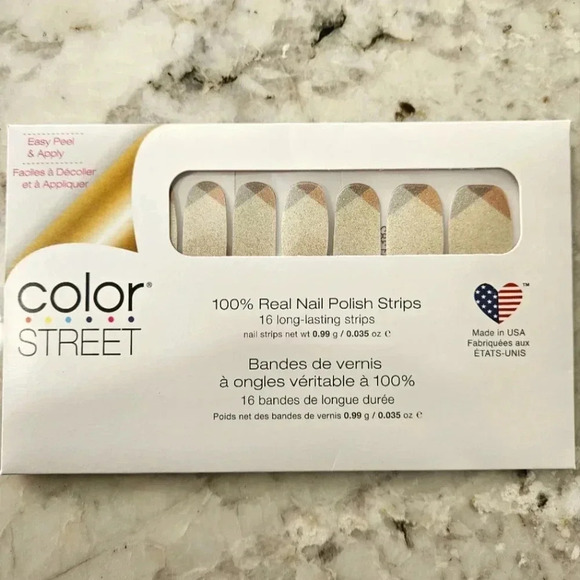 Easy Peel
& Apply
Faciles à Décoller
et à Appliquer
color®
STREET
100% Real Nail Polish Strips
16 long-lasting strips
nail strips net wt 0.99 g / 0.035 oz ℮
Bandes de vernis
à ongles véritable à 100%
16 bandes de longue durée
Poids net des bandes de vernis 0.99 g / 0.035 oz ℮
™
Made in USA
Fabriquées aux
ÉTATS-UNIS